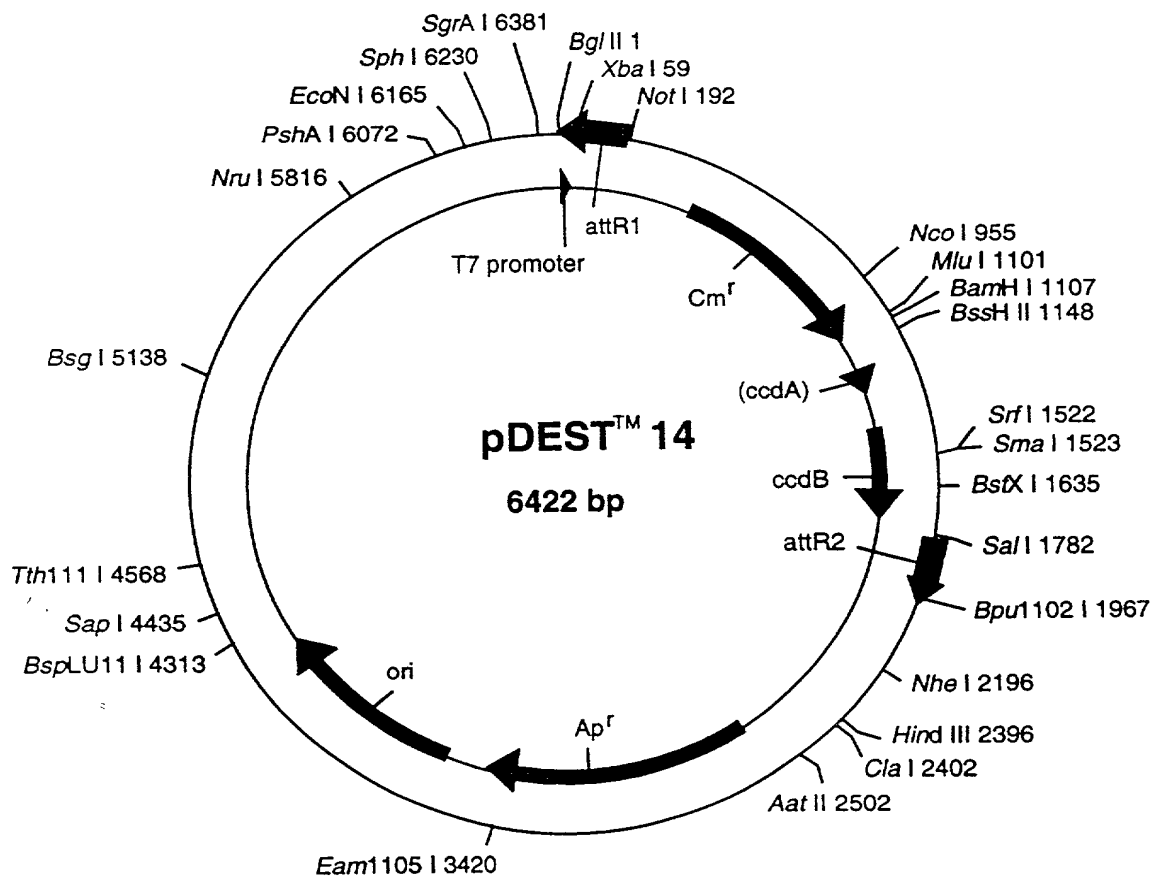 SgrA I 6381
Bgl II 1
Sph I 6230
Xba I 59
EcoN I 6165
Not I 192
PshA I 6072
Nru I 5816
attR1
T7 promoter
Nco I 955
Mlu I 1101
BamH I 1107
BssH II 1148
Cmʳ
Bsg I 5138
(ccdA)
Srf I 1522
Sma I 1523
pDEST™ 14
ccdB
BstX I 1635
6422 bp
attR2
Sal I 1782
Tth111 I 4568
Bpu1102 I 1967
Sap I 4435
BspLU11 I 4313
ori
Nhe I 2196
Apʳ
Hind III 2396
Cla I 2402
Aat II 2502
Eam1105 I 3420